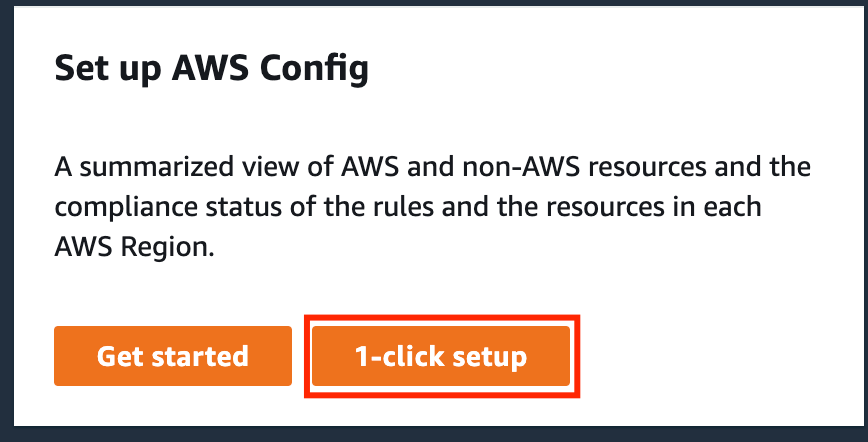 Set up AWS Config
A summarized view of AWS and non-AWS resources and the
compliance status of the rules and the resources in each
AWS Region.
Get started
1-click setup